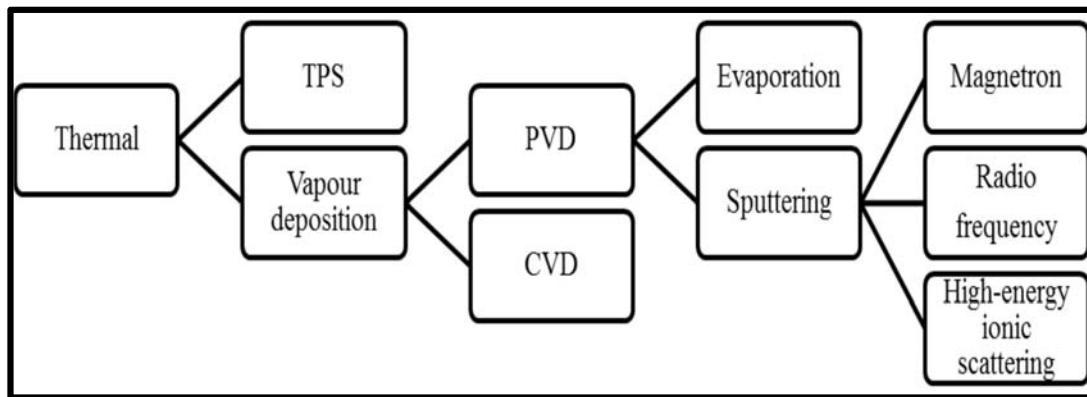 Thermal
TPS
Vapour
deposition
PVD
CVD
Evaporation
Sputtering
Magnetron
Radio
frequency
High-energy
ionic
scattering